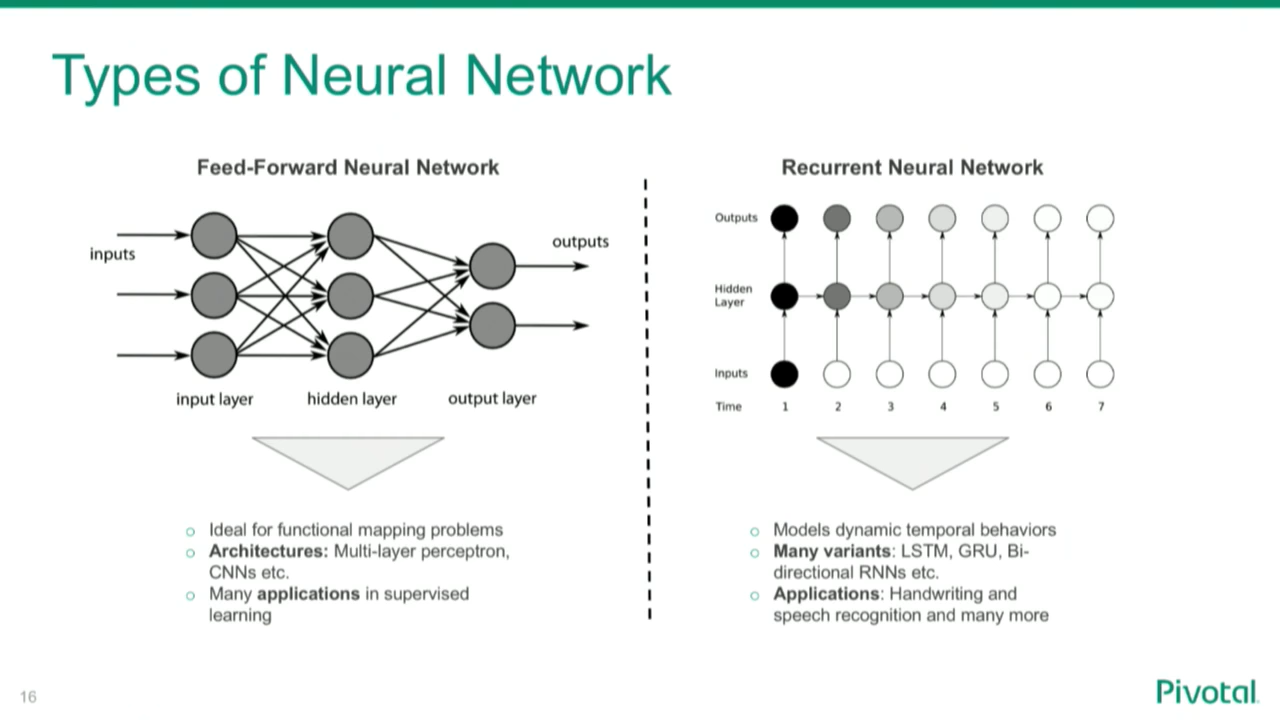 Types of Neural Network
Feed-Forward Neural Network
inputs
outputs
input layer
hidden layer
output layer
○ Ideal for functional mapping problems
○ Architectures: Multi-layer perceptron,
CNNs etc.
○ Many applications in supervised
learning
Recurrent Neural Network
Outputs
Hidden
Layer
Inputs
Time 1 2 3 4 5 6 7
○ Models dynamic temporal behaviors
○ Many variants: LSTM, GRU, Bi-
directional RNNs etc.
○ Applications: Handwriting and
speech recognition and many more
16
Pivotal